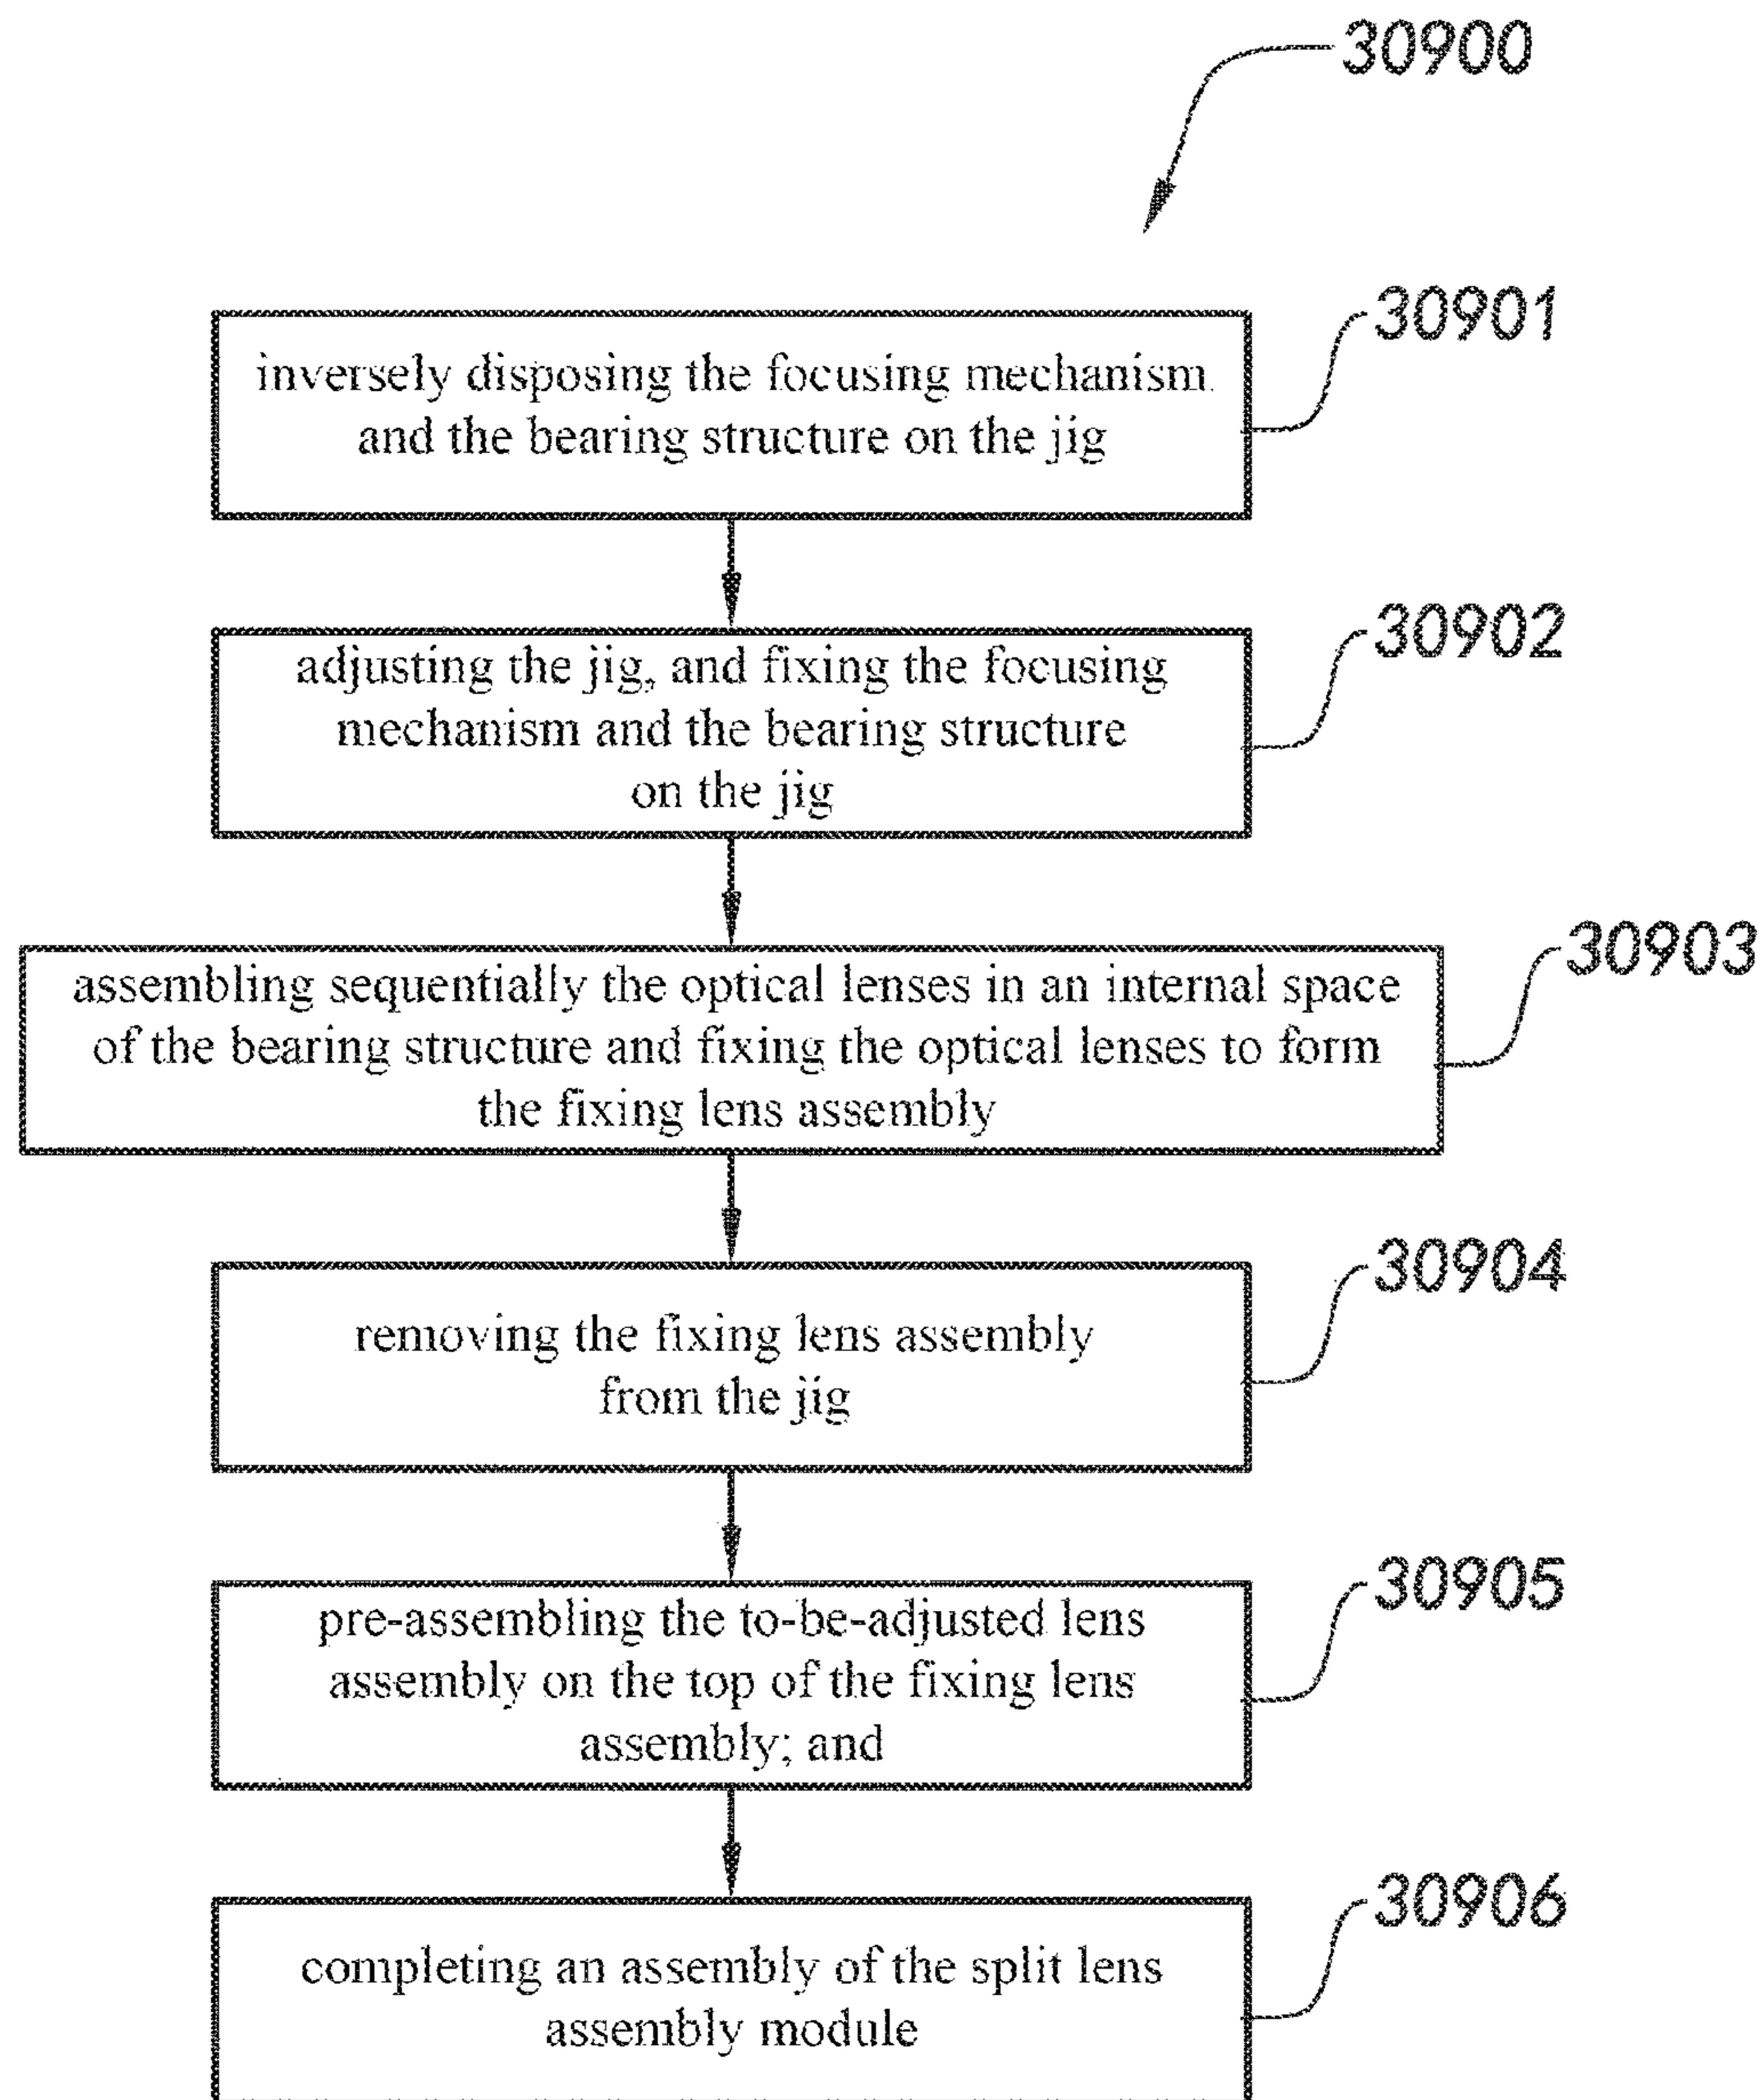 30900
30901
inversely disposing the focusing mechanism
and the bearing structure on the jig
30902
adjusting the jig, and fixing the focusing
mechanism and the bearing structure
on the jig
30903
assembling sequentially the optical lenses in an internal space
of the bearing structure and fixing the optical lenses to form
the fixing lens assembly
30904
removing the fixing lens assembly
from the jig
30905
pre-assembling the to-be-adjusted lens
assembly on the top of the fixing lens
assembly; and
30906
completing an assembly of the split lens
assembly module